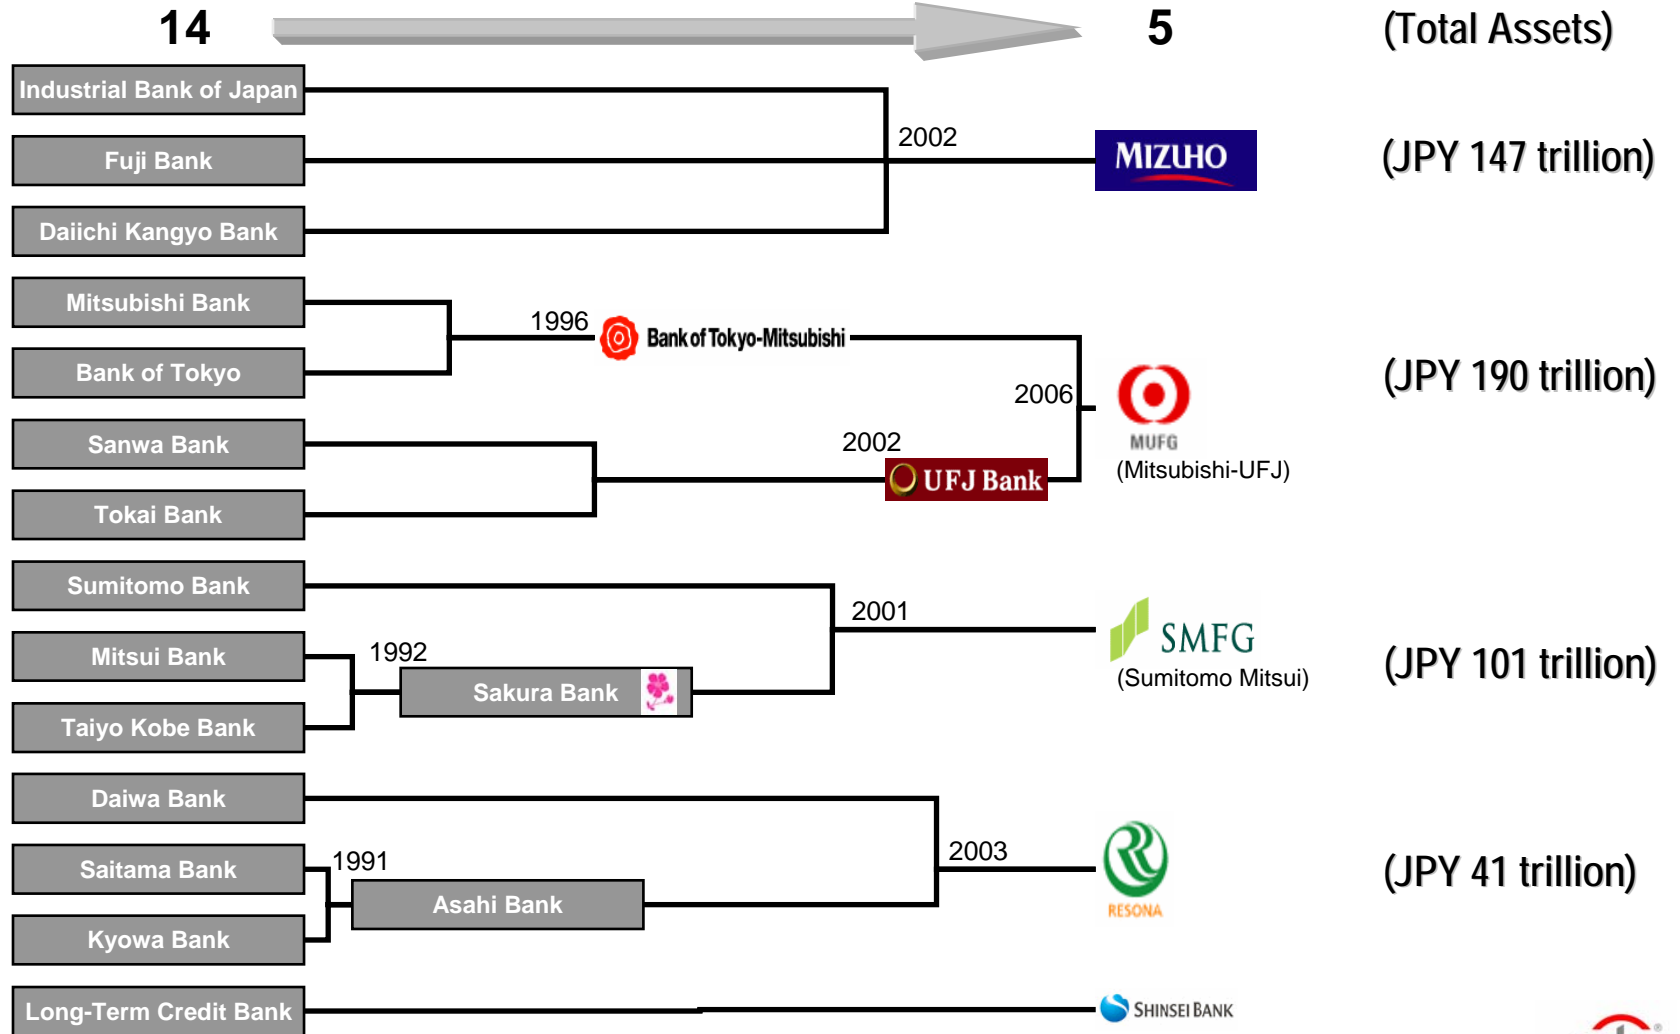 14
5
(Total Assets)
Industrial Bank of Japan
2002
Fuji Bank
MIZUHO
(JPY 147 trillion)
Daiichi Kangyo Bank
Mitsubishi Bank
1996
Bank of Tokyo-Mitsubishi
Bank of Tokyo
2006
MUFG
(Mitsubishi-UFJ)
(JPY 190 trillion)
Sanwa Bank
2002
UFJ Bank
Tokai Bank
Sumitomo Bank
2001
SMFG
(Sumitomo Mitsui)
(JPY 101 trillion)
Mitsui Bank
1992
Sakura Bank
Taiyo Kobe Bank
Daiwa Bank
2003
RESONA
(JPY 41 trillion)
Saitama Bank
1991
Asahi Bank
Kyowa Bank
Long-Term Credit Bank
SHINSEI BANK